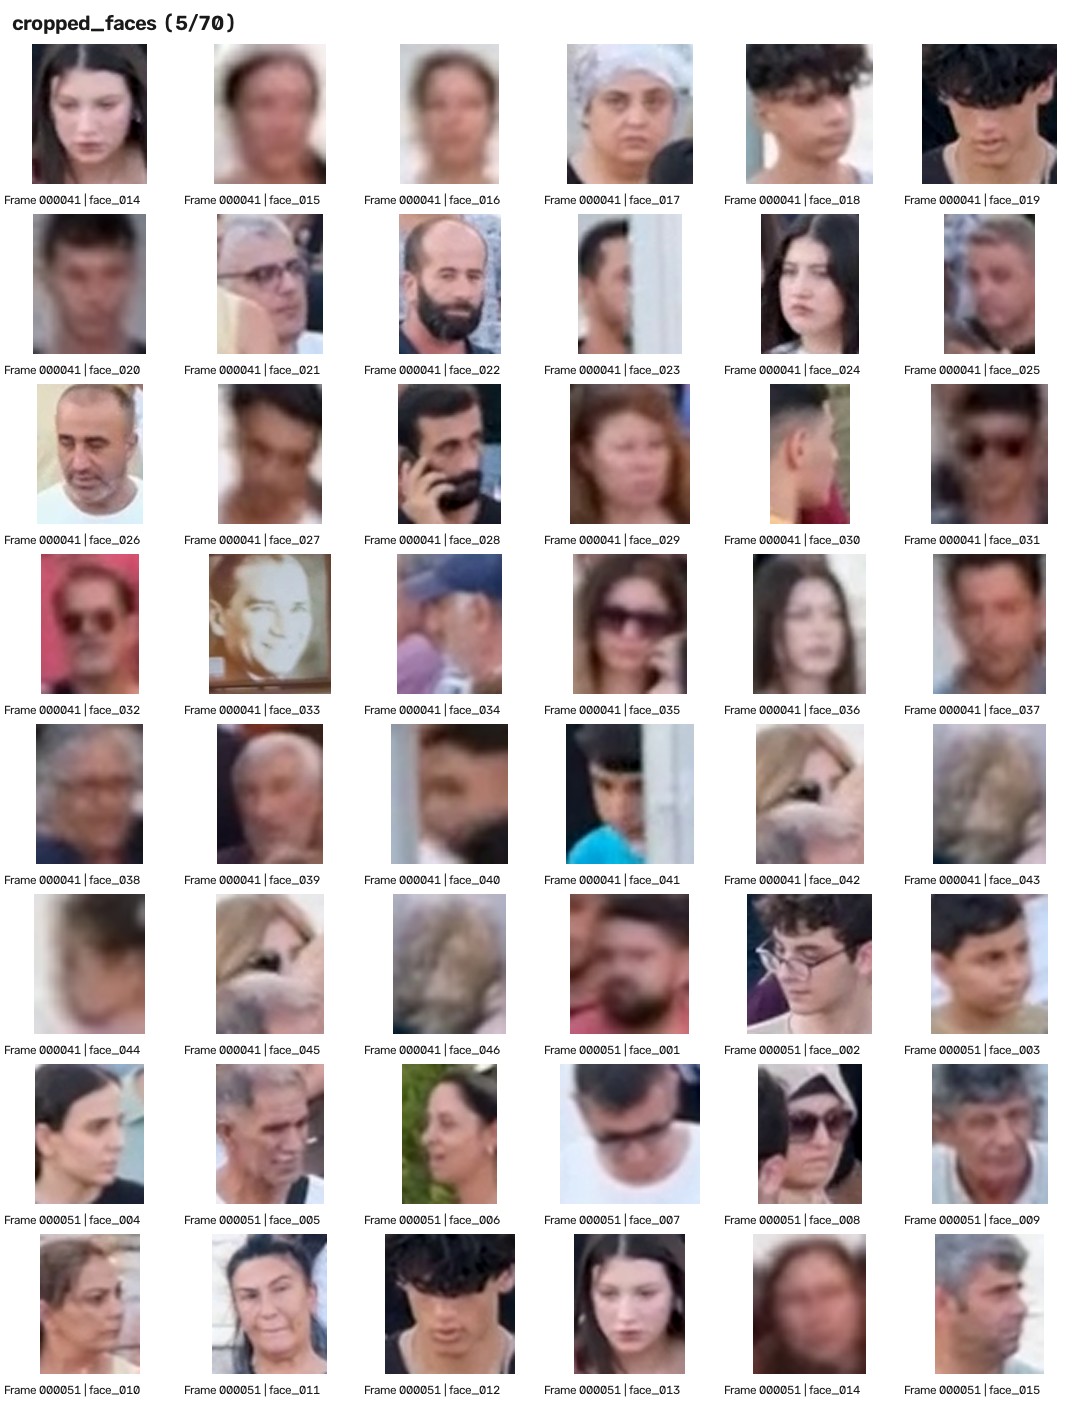 cropped_faces (5/70)
Frame 000041 | face_014
Frame 000041 | face_015
Frame 000041 | face_016
Frame 000041 | face_017
Frame 000041 | face_018
Frame 000041 | face_019
Frame 000041 | face_020
Frame 000041 | face_021
Frame 000041 | face_022
Frame 000041 | face_023
Frame 000041 | face_024
Frame 000041 | face_025
Frame 000041 | face_026
Frame 000041 | face_027
Frame 000041 | face_028
Frame 000041 | face_029
Frame 000041 | face_030
Frame 000041 | face_031
Frame 000041 | face_032
Frame 000041 | face_033
Frame 000041 | face_034
Frame 000041 | face_035
Frame 000041 | face_036
Frame 000041 | face_037
Frame 000041 | face_038
Frame 000041 | face_039
Frame 000041 | face_040
Frame 000041 | face_041
Frame 000041 | face_042
Frame 000041 | face_043
Frame 000041 | face_044
Frame 000041 | face_045
Frame 000041 | face_046
Frame 000051 | face_001
Frame 000051 | face_002
Frame 000051 | face_003
Frame 000051 | face_004
Frame 000051 | face_005
Frame 000051 | face_006
Frame 000051 | face_007
Frame 000051 | face_008
Frame 000051 | face_009
Frame 000051 | face_010
Frame 000051 | face_011
Frame 000051 | face_012
Frame 000051 | face_013
Frame 000051 | face_014
Frame 000051 | face_015